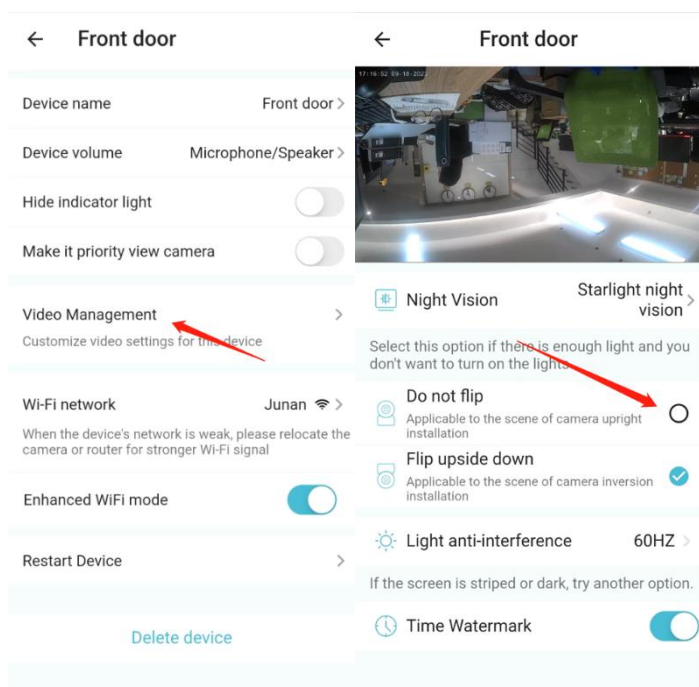 Front door
Device name Front door
Device volume Microphone/Speaker
Hide indicator light
Make it priority view camera
Video Management
Customize video settings for this device
Wi-Fi network Junan
When the device's network is weak, please relocate the
camera or router for stronger Wi-Fi signal
Enhanced WiFi mode
Restart Device
Delete device
Front door
Night Vision Starlight night
vision
Select this option if there is enough light and you
don't want to turn on the lights
Do not flip
Applicable to the scene of camera upright
installation
Flip upside down
Applicable to the scene of camera inversion
installation
Light anti-interference 60HZ
If the screen is striped or dark, try another option.
Time Watermark